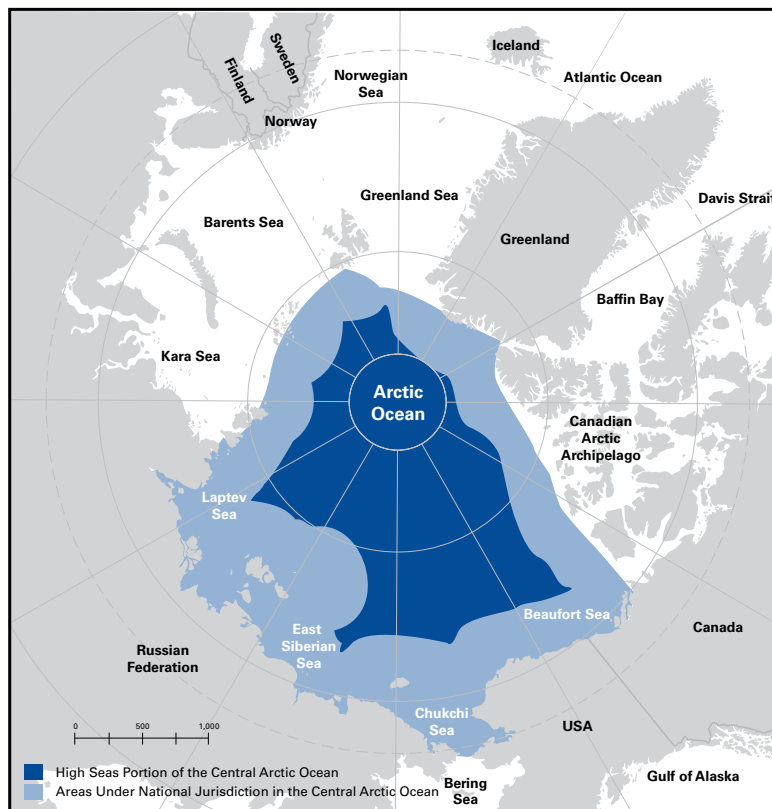 Iceland
Sweden
Finland
Norwegian
Sea
Atlantic Ocean
Norway
Greenland Sea
Davis Strait
Barents Sea
Greenland
Baffin Bay
Kara Sea
Arctic
Ocean
Canadian
Arctic
Archipelago
Laptev
Sea
Beaufort Sea
East
Siberian
Sea
Canada
Russian
Federation
Chukchi
Sea
USA
0 500 1,000
High Seas Portion of the Central Arctic Ocean
Areas Under National Jurisdiction in the Central Arctic Ocean
Bering
Sea
Gulf of Alaska